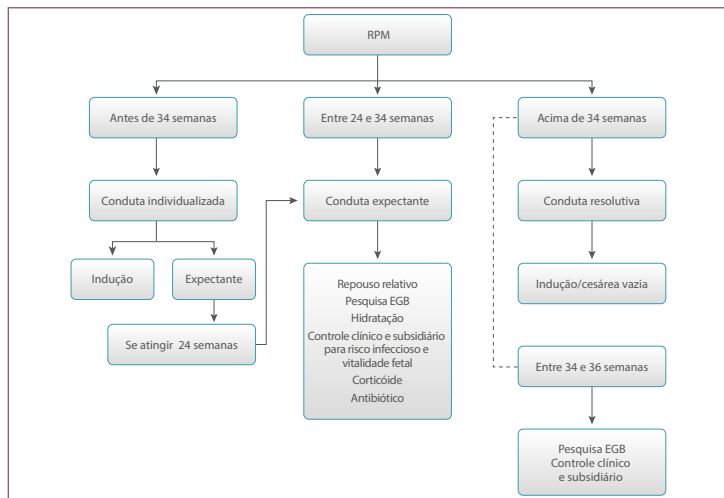 RPM
Antes de 34 semanas
Entre 24 e 34 semanas
Acima de 34 semanas
Conduta individualizada
Conduta expectante
Conduta resolutiva
Indução
Expectante
Repouso relativo
Pesquisa EGB
Hidratação
Controle clínico e subsidiário
para risco infeccioso e
vitalidade fetal
Corticóide
Antibiótico
Indução/cesárea vazia
Se atingir 24 semanas
Entre 34 e 36 semanas
Pesquisa EGB
Controle clínico
e subsidiário